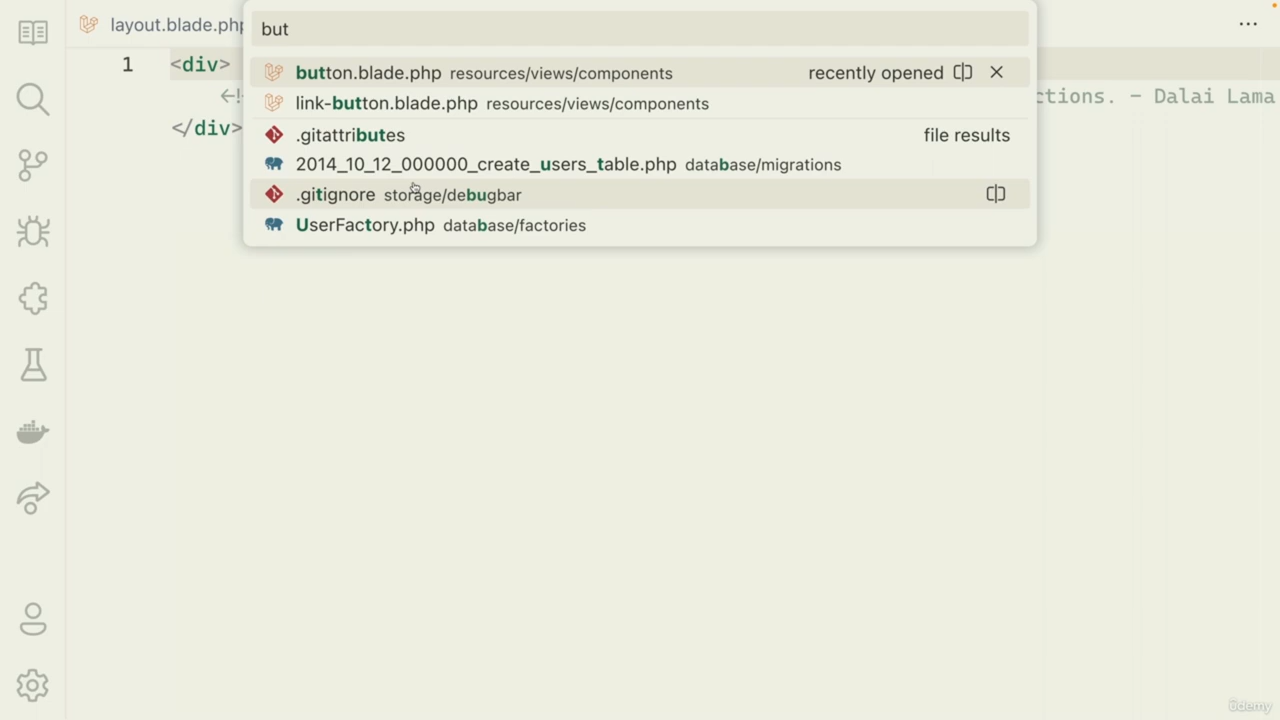 layout.blade.php
but
button.blade.php resources/views/components recently opened
link-button.blade.php resources/views/components
.gitattributes file results
2014_10_12_000000_create_users_table.php database/migrations
.gitignore storage/debugbar
UserFactory.php database/factories
1 <div>
<!- ctions. - Dalai Lama
</div>
ûdemy